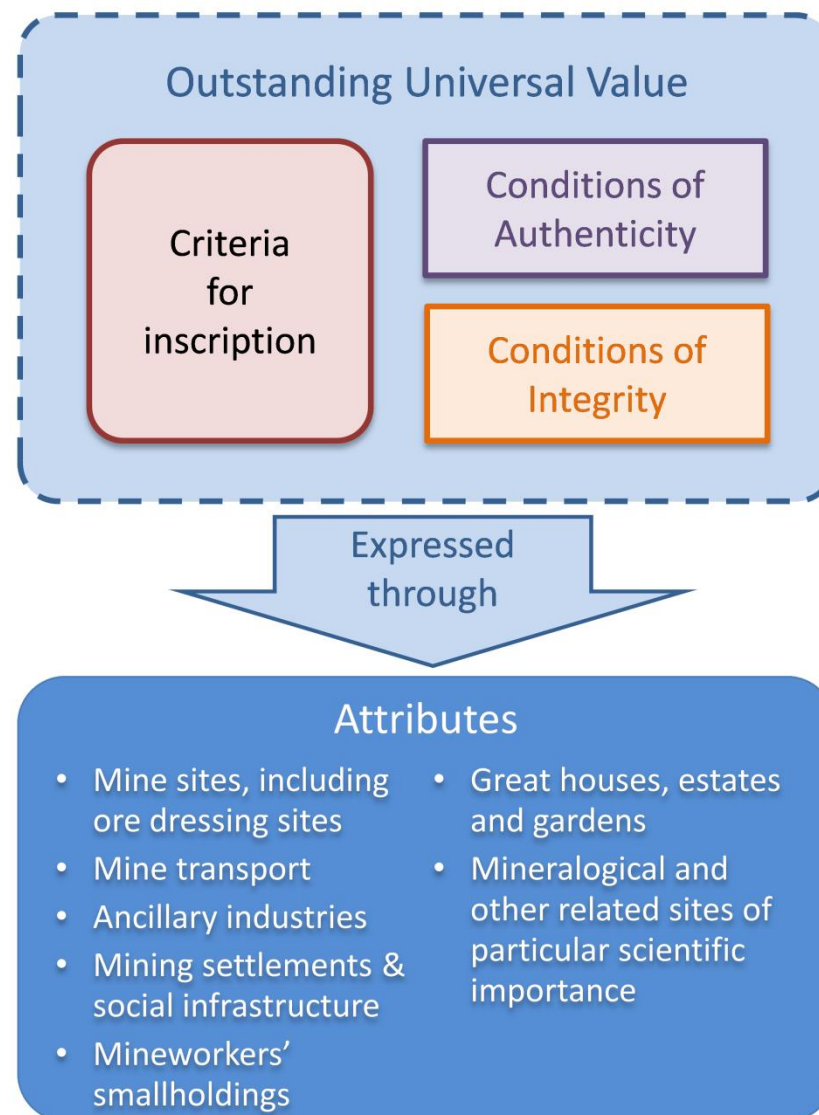 Outstanding Universal Value
Criteria
for
inscription
Conditions of
Authenticity
Conditions of
Integrity
Expressed
through
Attributes
• Mine sites, including
ore dressing sites
• Mine transport
• Ancillary industries
• Mining settlements &
social infrastructure
• Mineworkers’
smallholdings
• Great houses, estates
and gardens
• Mineralogical and
other related sites of
particular scientific
importance